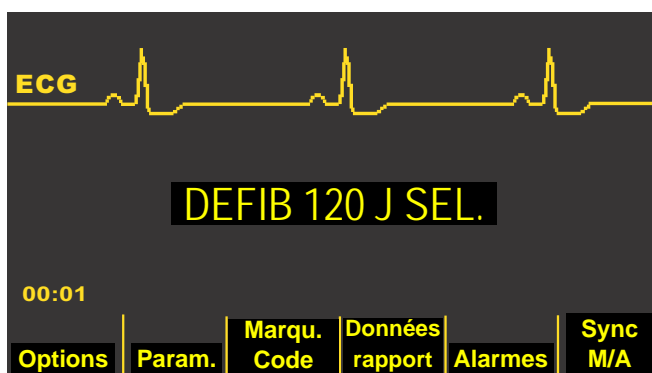 ECG
DEFIB 120 J SEL.
00:01
Options
Param.
Marqu.
Code
Données
rapport
Alarmes
Sync
M/A